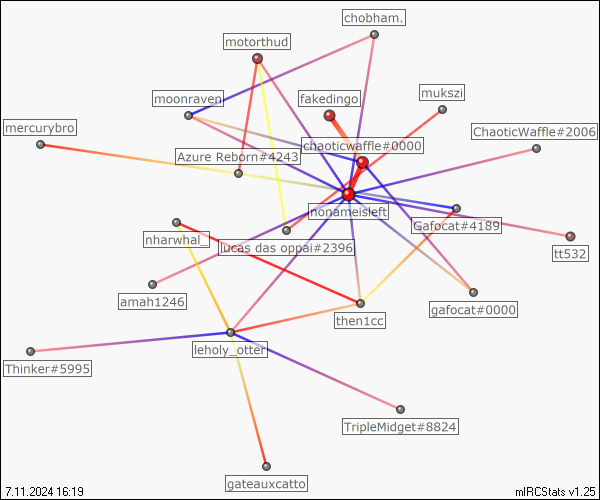 chobham.
motorthud
mukszi
moonraven
fakedingo
mercurybro
ChaoticWaffle#2006
chaoticwaffle#0000
Azure Reborn#4243
nonameisleft
Gafocat#4189
nharwhal_
lucas das oppai#2396
tt532
amah1246
gafocat#0000
then1cc
leholy_otter
Thinker#5995
TripleMidget#8824
gateauxcatto
7.11.2024 16:19
mIRCStats v1.25